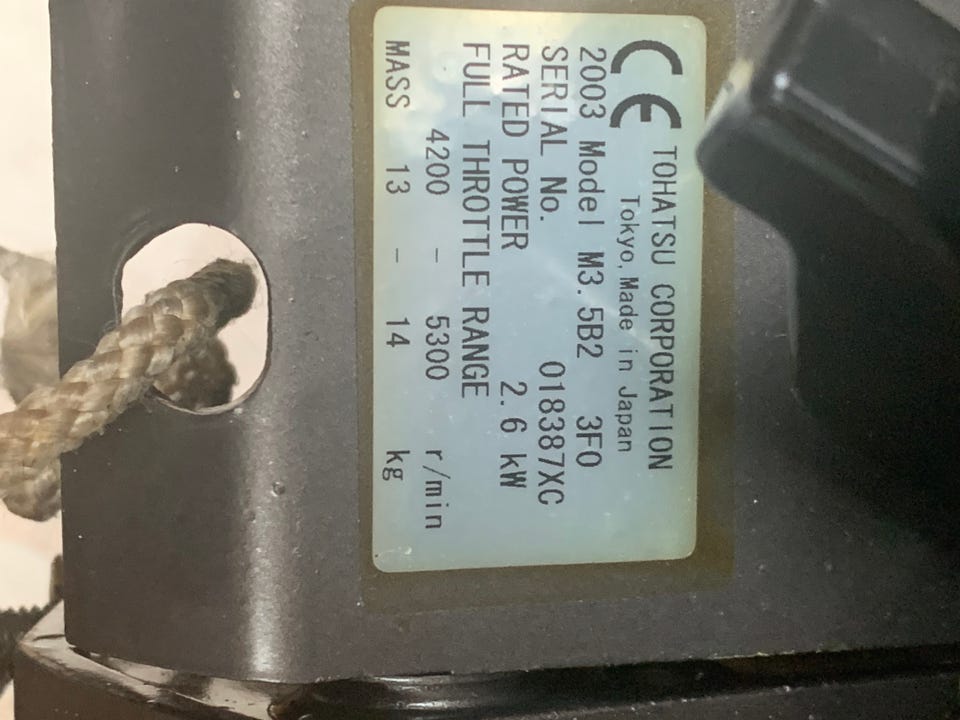 CE TOHATSU CORPORATION
Tokyo, Made in Japan
2003 Model M3.5B2 3F0
SERIAL No. 018387XC
RATED POWER 2.6 kW
FULL THROTTLE RANGE
4200 - 5300 r/min
MASS 13 - 14 kg